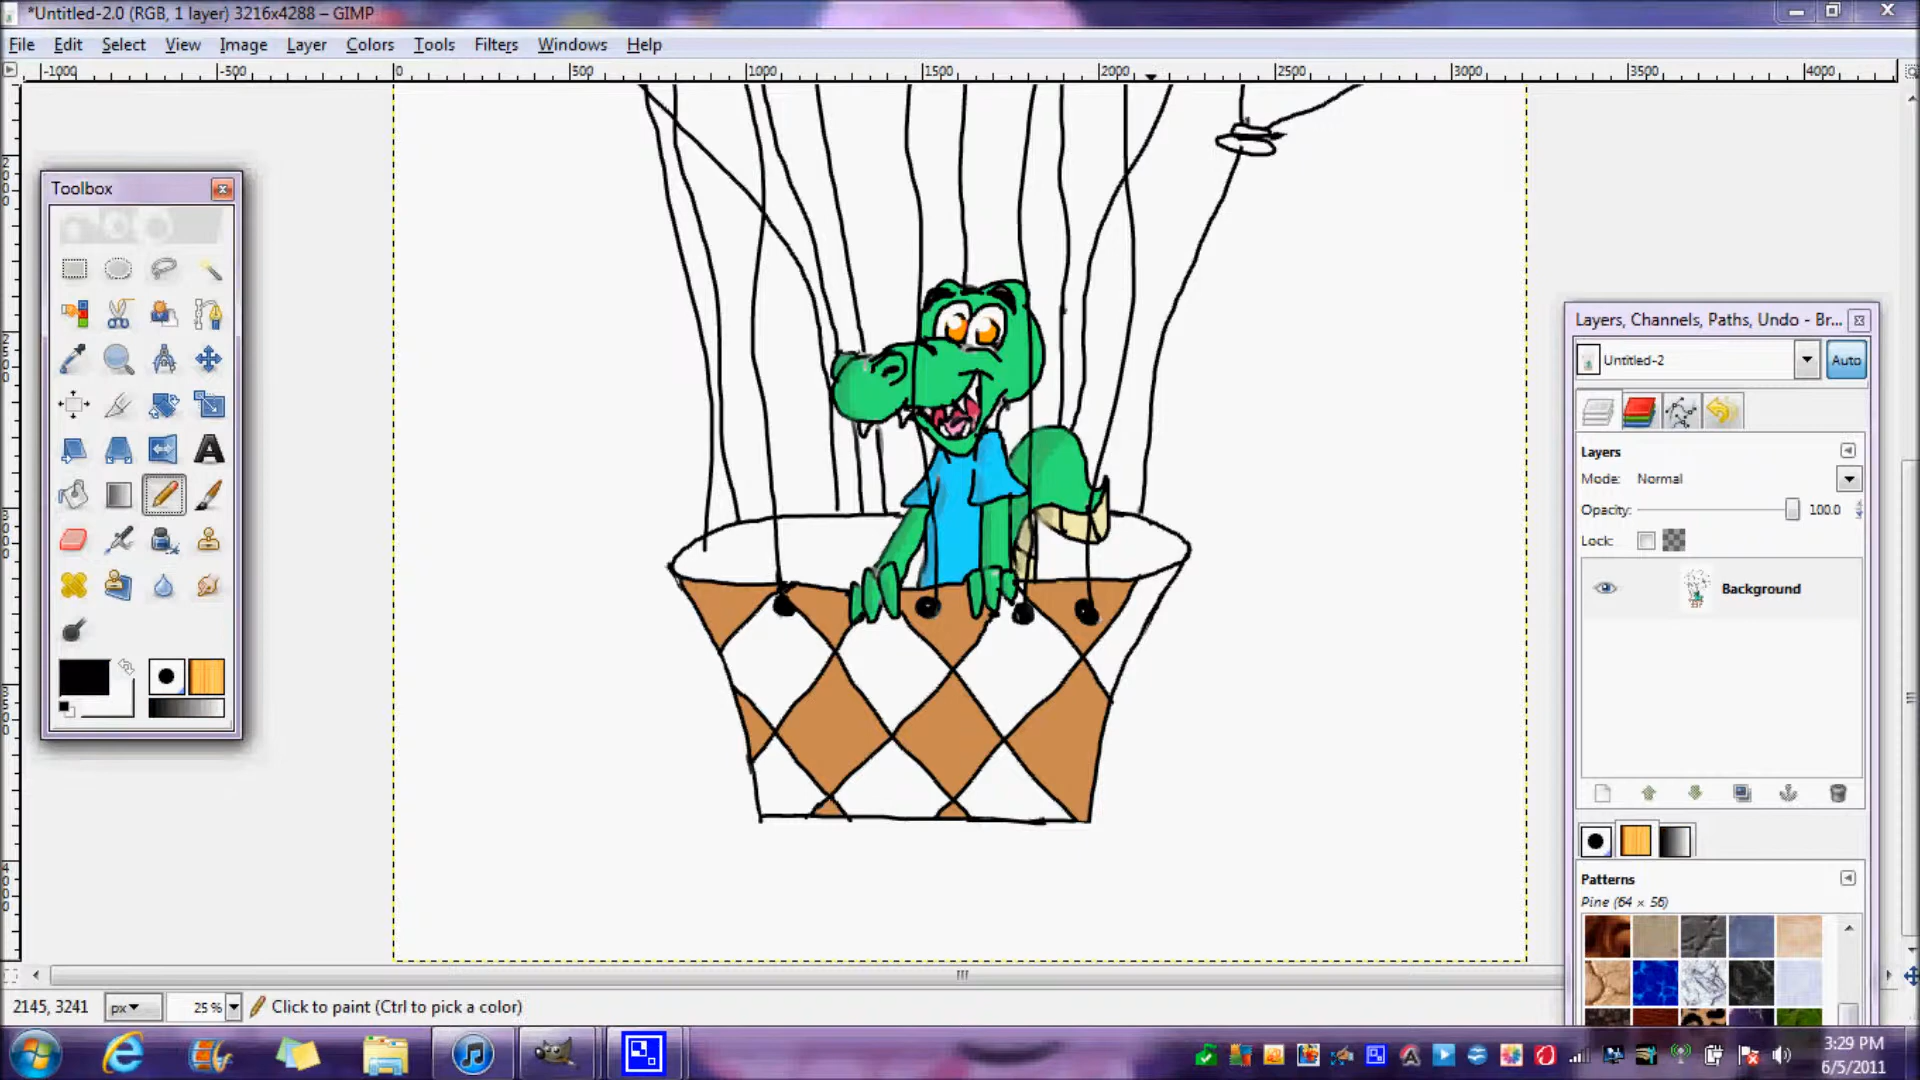 *Untitled-2.0 (RGB, 1 layer) 3216x4288 – GIMP
File Edit Select View Image Layer Colors Tools Filters Windows Help
-1000 -500 0 500 1000 1500 2000 2500 3000 3500 4000
Toolbox
Layers, Channels, Paths, Undo - Br...
Untitled-2 Auto
Layers
Mode: Normal
Opacity: 100.0
Lock:
Background
Patterns
Pine (64 × 56)
2145, 3241 px 25 % Click to paint (Ctrl to pick a color)
3:29 PM
6/5/2011